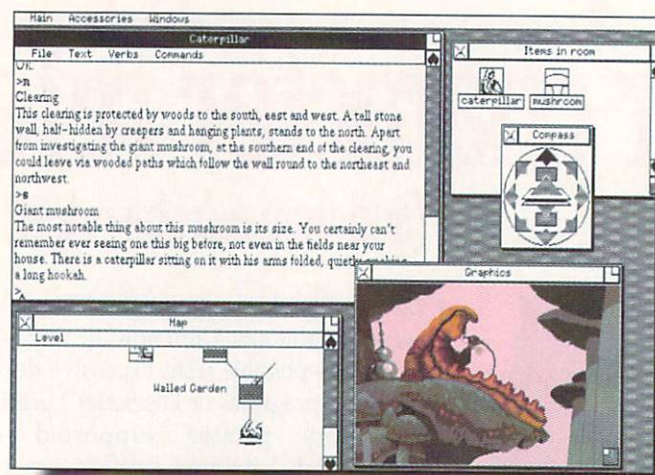 Main Accessories Windows
Caterpillar
File Text Verbs Commands
OK.
>n
Clearing
This clearing is protected by woods to the south, east and west. A tall stone
wall, half-hidden by creepers and hanging plants, stands to the north. Apart
from investigating the giant mushroom, at the southern end of the clearing, you
could leave via wooded paths which follow the wall round to the northeast and
northwest.
>s
Giant mushroom
The most notable thing about this mushroom is its size. You certainly can't
remember ever seeing one this big before, not even in the fields near your
house. There is a caterpillar sitting on it with his arms folded, quietly smoking
a long hookah.
>
Items in room
caterpillar mushroom
Compass
Graphics
Map
Level
Walled Garden